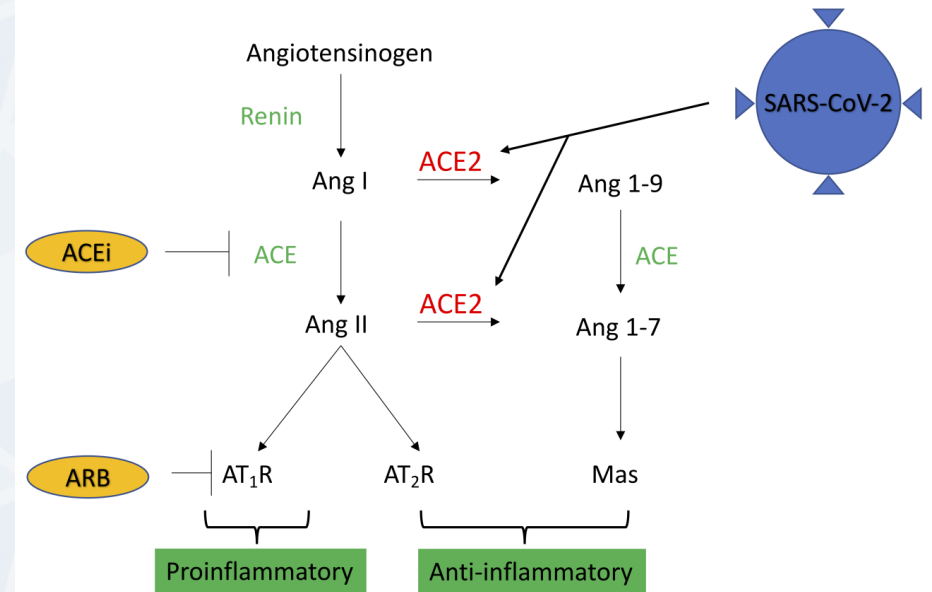 Angiotensinogen
SARS-CoV-2
Renin
ACE2
Ang I
Ang 1-9
ACEi
ACE
ACE
ACE2
Ang II
Ang 1-7
ARB
AT₁R
AT₂R
Mas
Proinflammatory
Anti-inflammatory